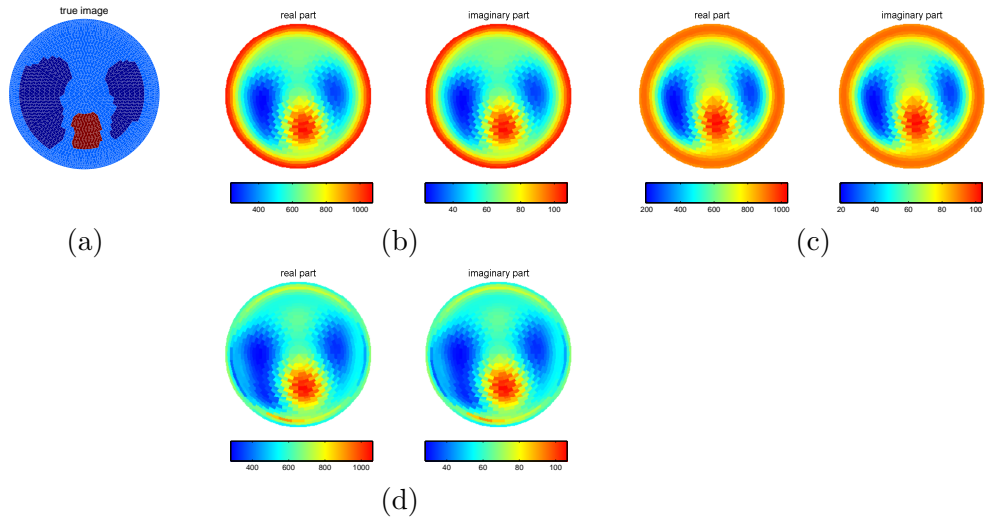 true image
real part
imaginary part
real part
imaginary part
400 600 800 1000
40 60 80 100
200 400 600 800 1000
20 40 60 80 100
(a)
(b)
(c)
real part
imaginary part
400 600 800 1000
40 60 80 100
(d)